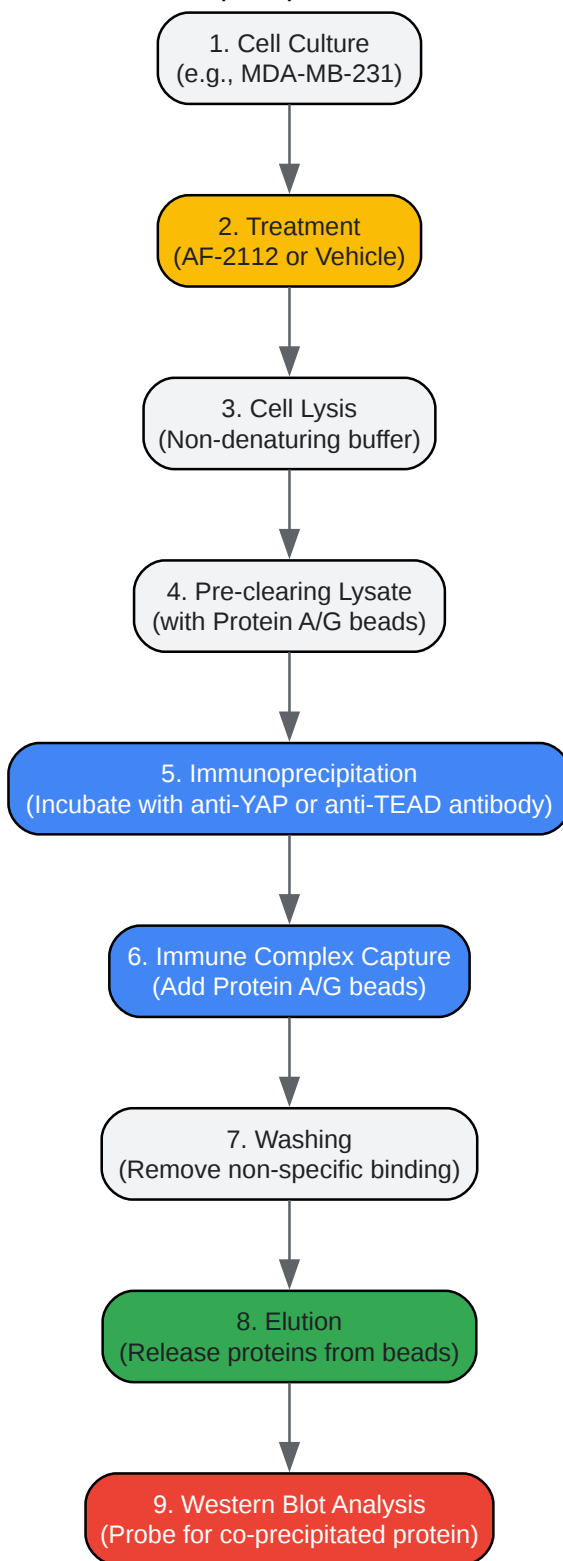 1. Cell Culture
(e.g., MDA-MB-231)
2. Treatment
(AF-2112 or Vehicle)
3. Cell Lysis
(Non-denaturing buffer)
4. Pre-clearing Lysate
(with Protein A/G beads)
5. Immunoprecipitation
(Incubate with anti-YAP or anti-TEAD antibody)
6. Immune Complex Capture
(Add Protein A/G beads)
7. Washing
(Remove non-specific binding)
8. Elution
(Release proteins from beads)
9. Western Blot Analysis
(Probe for co-precipitated protein)